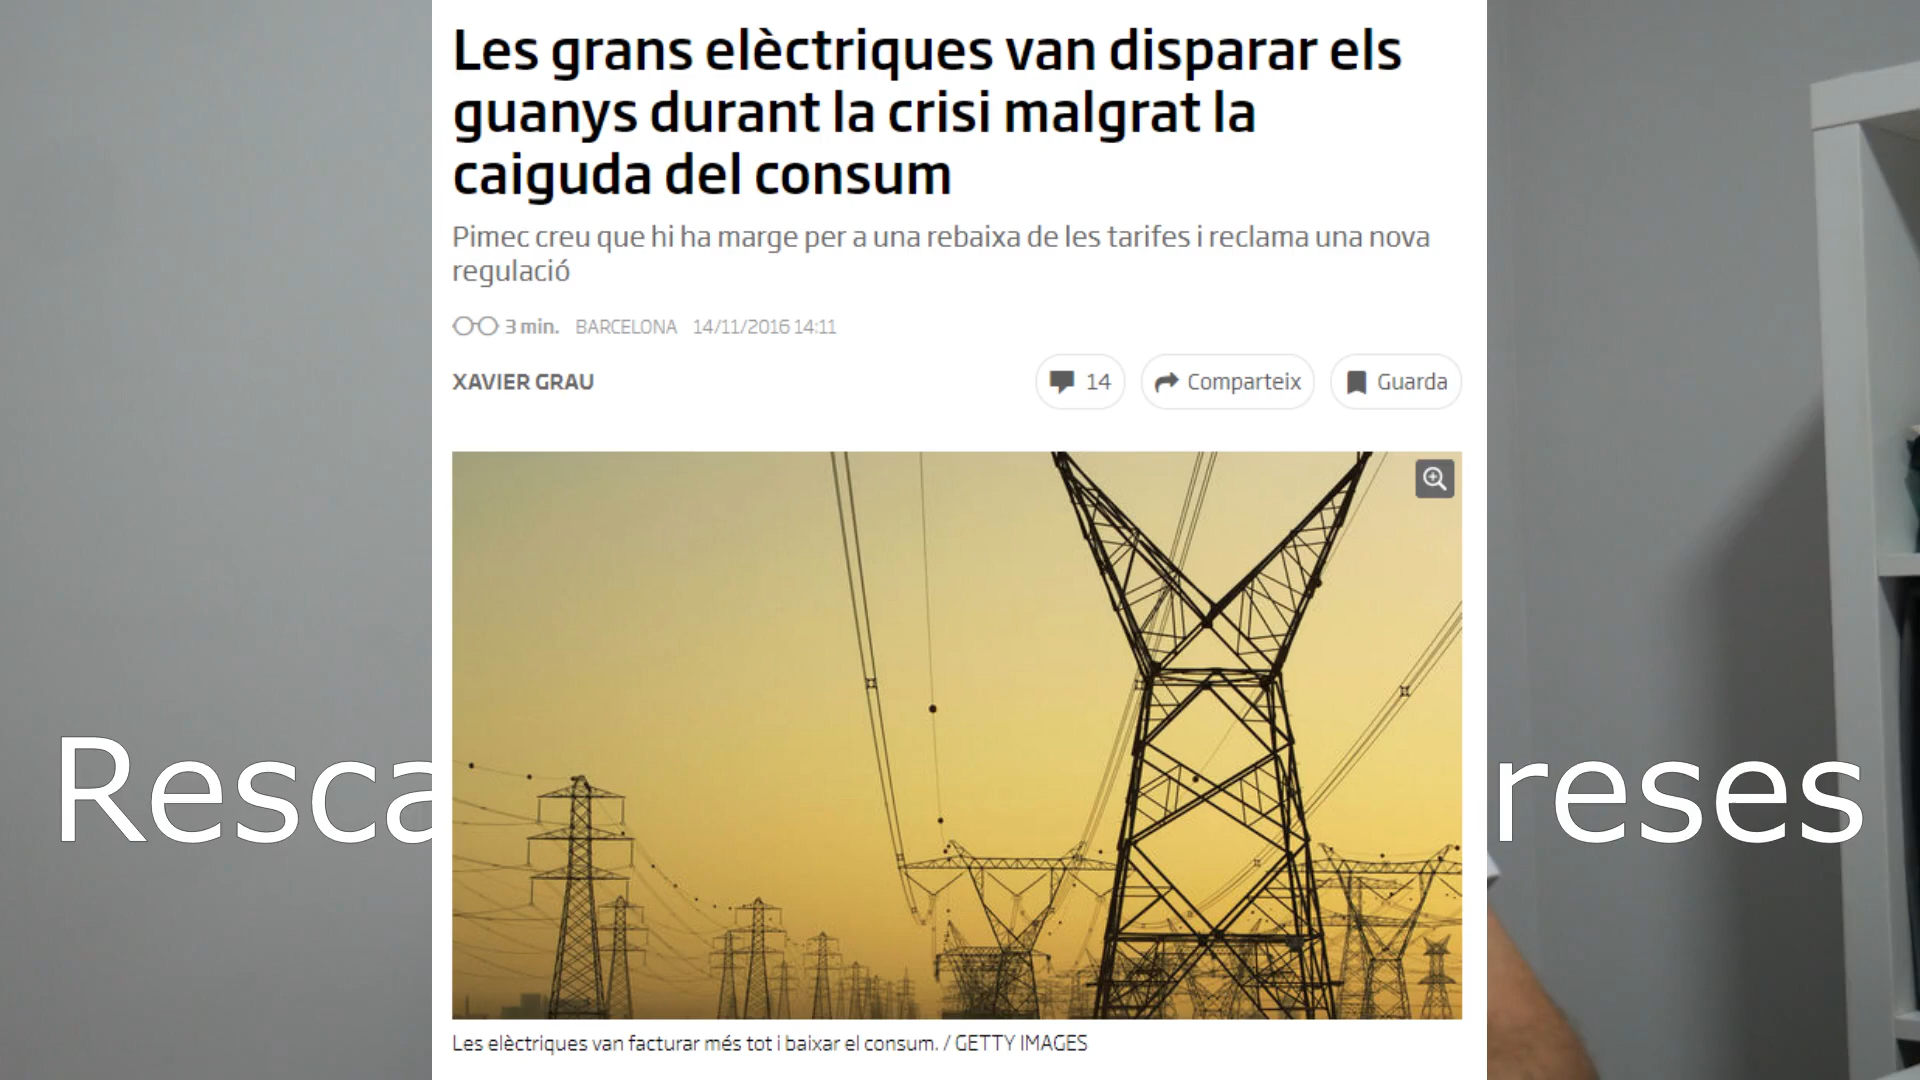 Les grans elèctriques van disparar els
guanys durant la crisi malgrat la
caiguda del consum
Pimec creu que hi ha marge per a una rebaixa de les tarifes i reclama una nova
regulació
3 min. BARCELONA 14/11/2016 14:11
XAVIER GRAU
14 Comparteix Guarda
Resca reses
Les elèctriques van facturar més tot i baixar el consum. / GETTY IMAGES